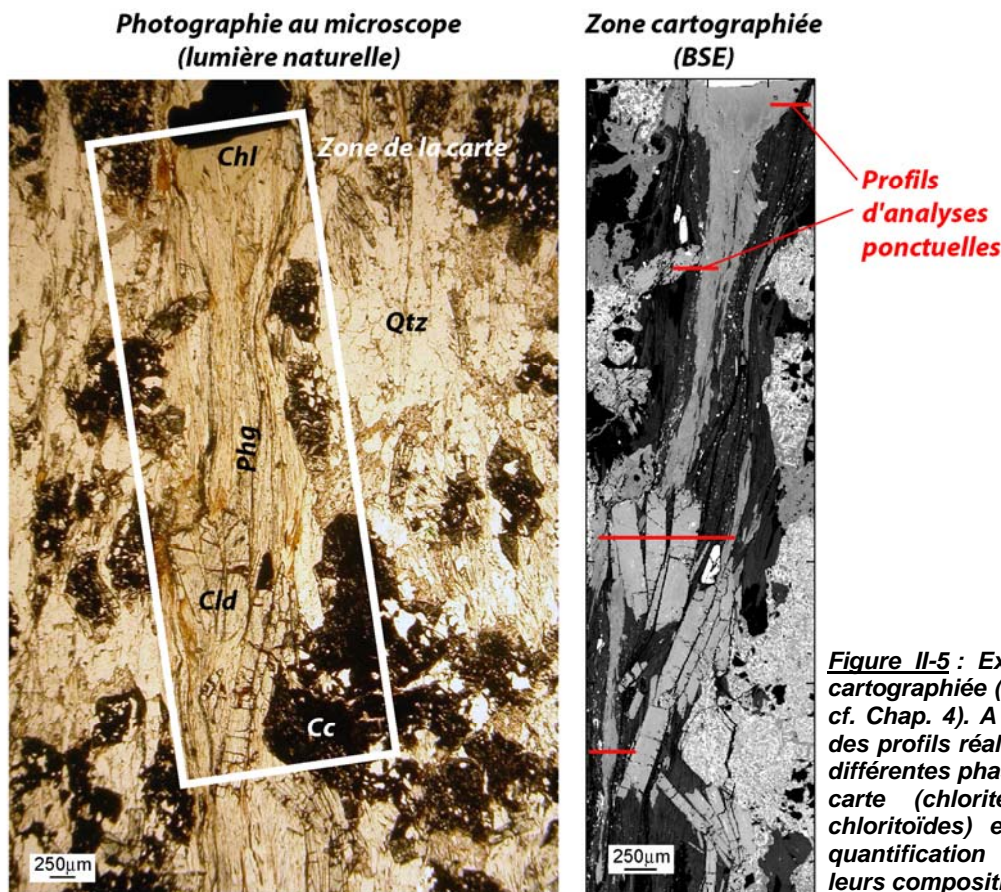 Photographie au microscope
(lumière naturelle)
Zone cartographiée
(BSE)
Chl
Zone de la carte
Qtz
Phg
Cld
Cc
250µm
250µm
Profils
d'analyses
ponctuelles
Figure II-5 : Ex
cartographiée (
cf. Chap. 4). A
des profils réal
différentes pha
carte (chlorite
chloritoïdes) e
quantification
leurs composit